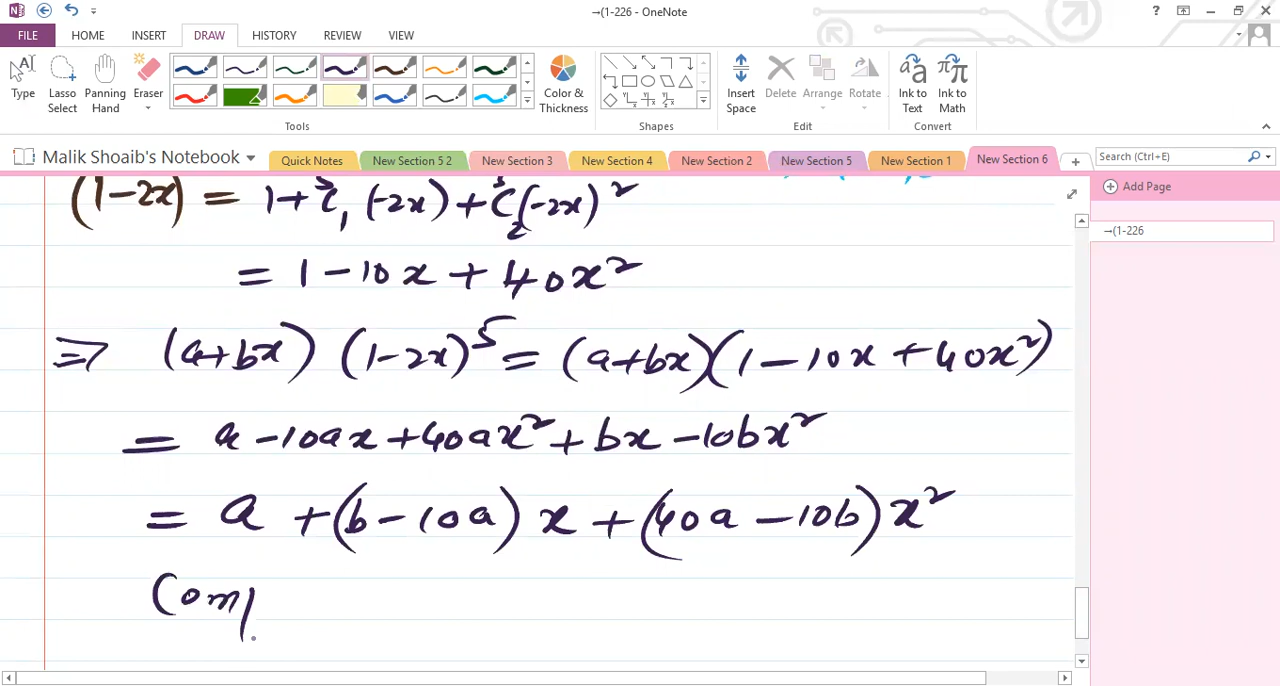 →(1-226 - OneNote
FILE HOME INSERT DRAW HISTORY REVIEW VIEW
Type Lasso Select Panning Hand Eraser Color & Thickness Insert Space Delete Arrange Rotate Ink to Text Ink to Math
Tools Shapes Edit Convert
Malik Shoaib's Notebook Quick Notes New Section 5 2 New Section 3 New Section 4 New Section 2 New Section 5 New Section 1 New Section 6 Search (Ctrl+E)
Add Page
→(1-226
(1-2x) = 1 + ⁵C₁ (-2x) + ⁵C₂ (-2x)²
= 1 - 10x + 40x²
⇒ (a+bx) (1-2x)⁵ = (a+bx)(1 - 10x + 40x²)
= a - 10ax + 40ax² + bx - 10bx²
= a + (b - 10a) x + (40a - 10b) x²
Comp